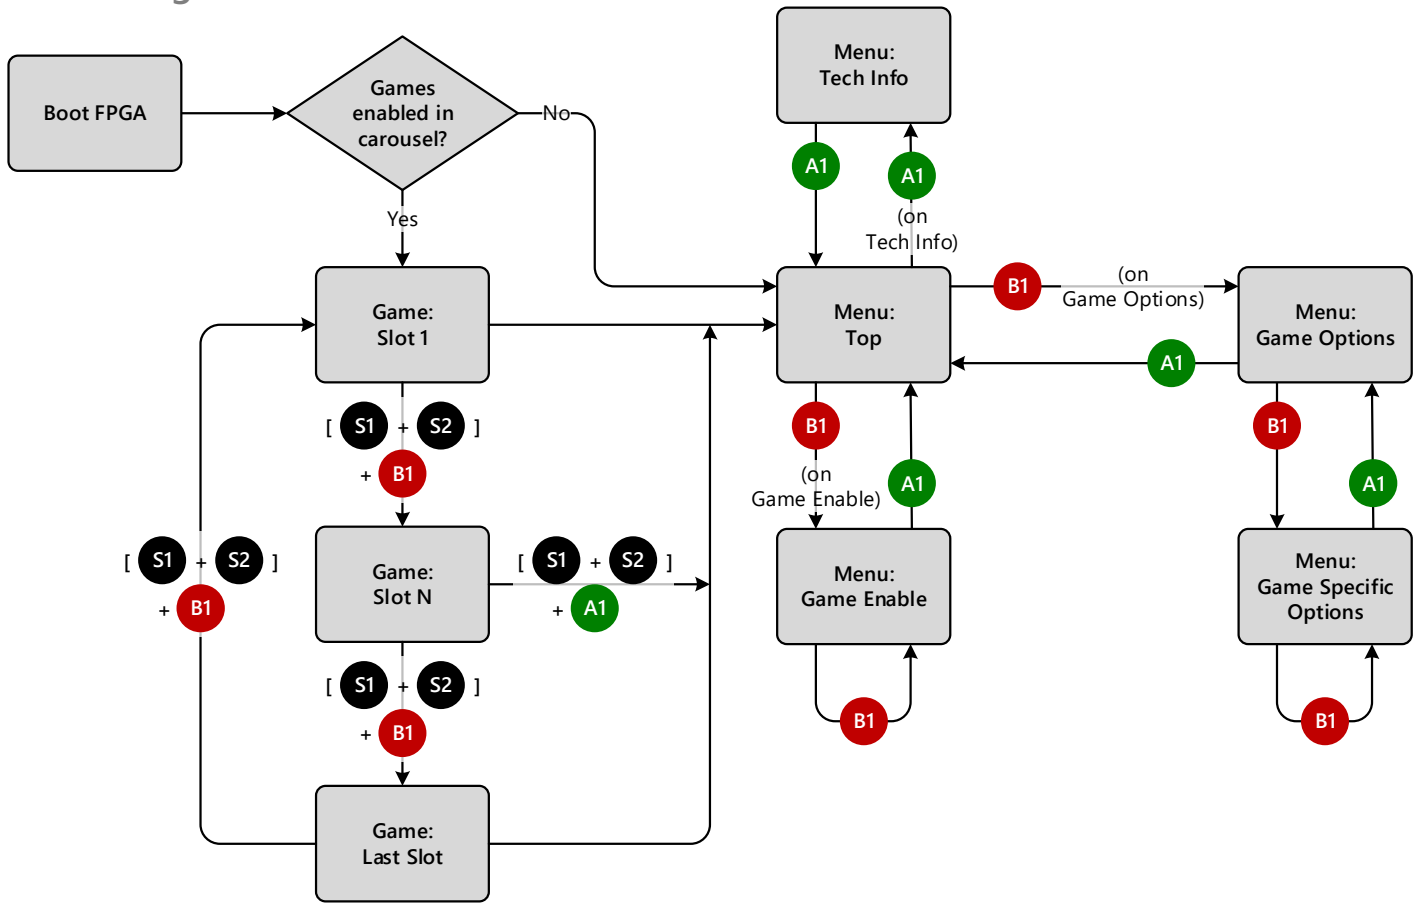 Boot FPGA
Games
enabled in
carousel?
No
Yes
Menu:
Tech Info
A1
A1
(on
Tech Info)
Game:
Slot 1
Menu:
Top
B1
(on
Game Options)
Menu:
Game Options
A1
[ S1 + S2 ]
+ B1
B1
(on
Game Enable)
A1
B1
A1
[ S1 + S2 ]
+ B1
Game:
Slot N
[ S1 + S2 ]
+ A1
Menu:
Game Enable
Menu:
Game Specific
Options
[ S1 + S2 ]
+ B1
B1
B1
Game:
Last Slot